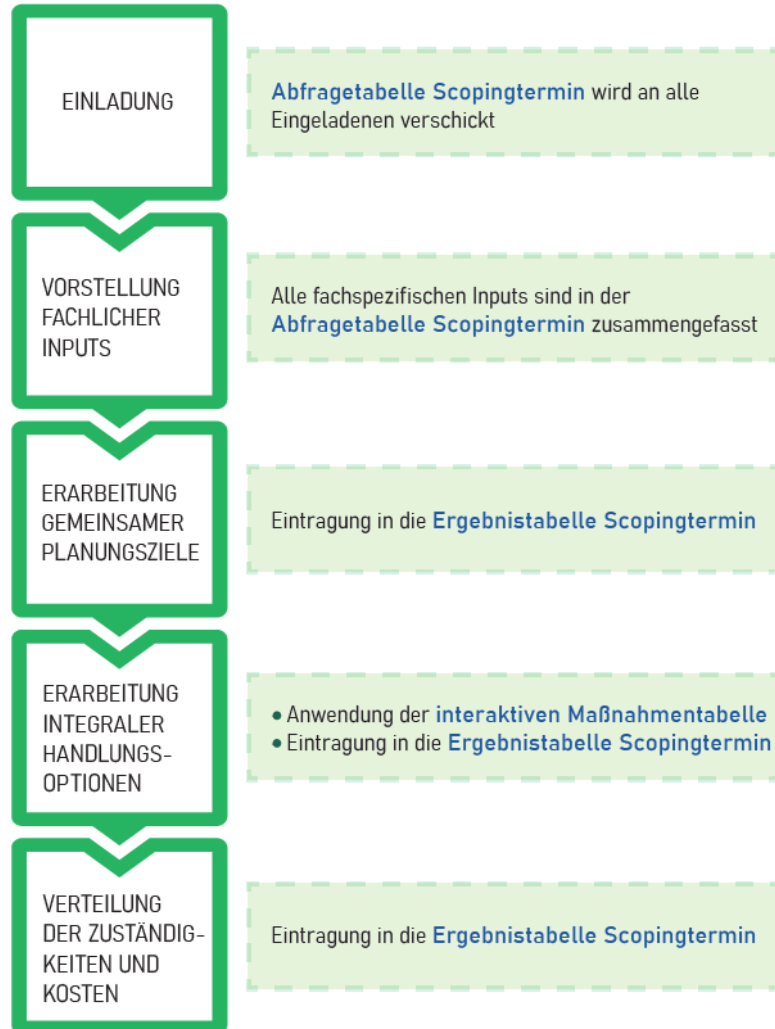 EINLADUNG
Abfragetabelle Scopingtermin wird an alle
Eingeladenen verschickt
VORSTELLUNG
FACHLICHER
INPUTS
Alle fachspezifischen Inputs sind in der
Abfragetabelle Scopingtermin zusammengefasst
ERARBEITUNG
GEMEINSAMER
PLANUNGSZIELE
Eintragung in die Ergebnistabelle Scopingtermin
ERARBEITUNG
INTEGRALER
HANDLUNGS-
OPTIONEN
• Anwendung der interaktiven Maßnahmentabelle
• Eintragung in die Ergebnistabelle Scopingtermin
VERTEILUNG
DER ZUSTÄNDIG-
KEITEN UND
KOSTEN
Eintragung in die Ergebnistabelle Scopingtermin